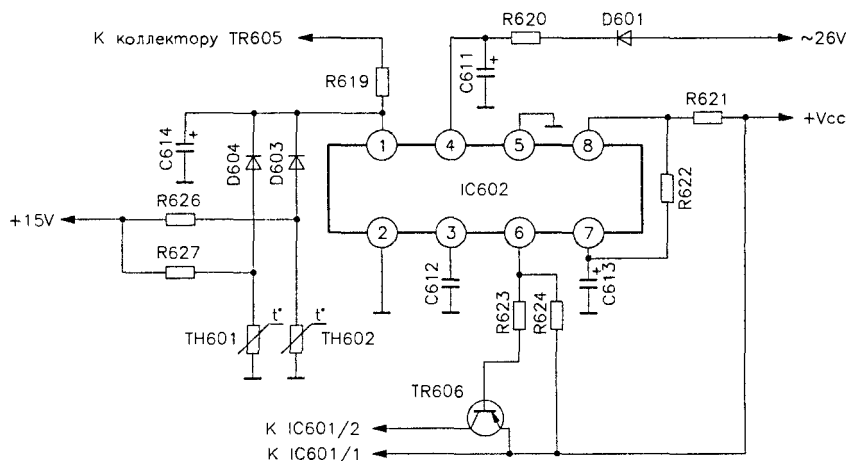 К коллектору TR605
R620
D601
~26V
R619
C611
+
R621
+Vcc
C614
+
D604
D603
1
4
5
8
IC602
R622
R626
+15V
R627
2
3
6
7
C612
C613
+
R623
R624
t°
t°
TH601
TH602
TR606
К IC601/2
К IC601/1